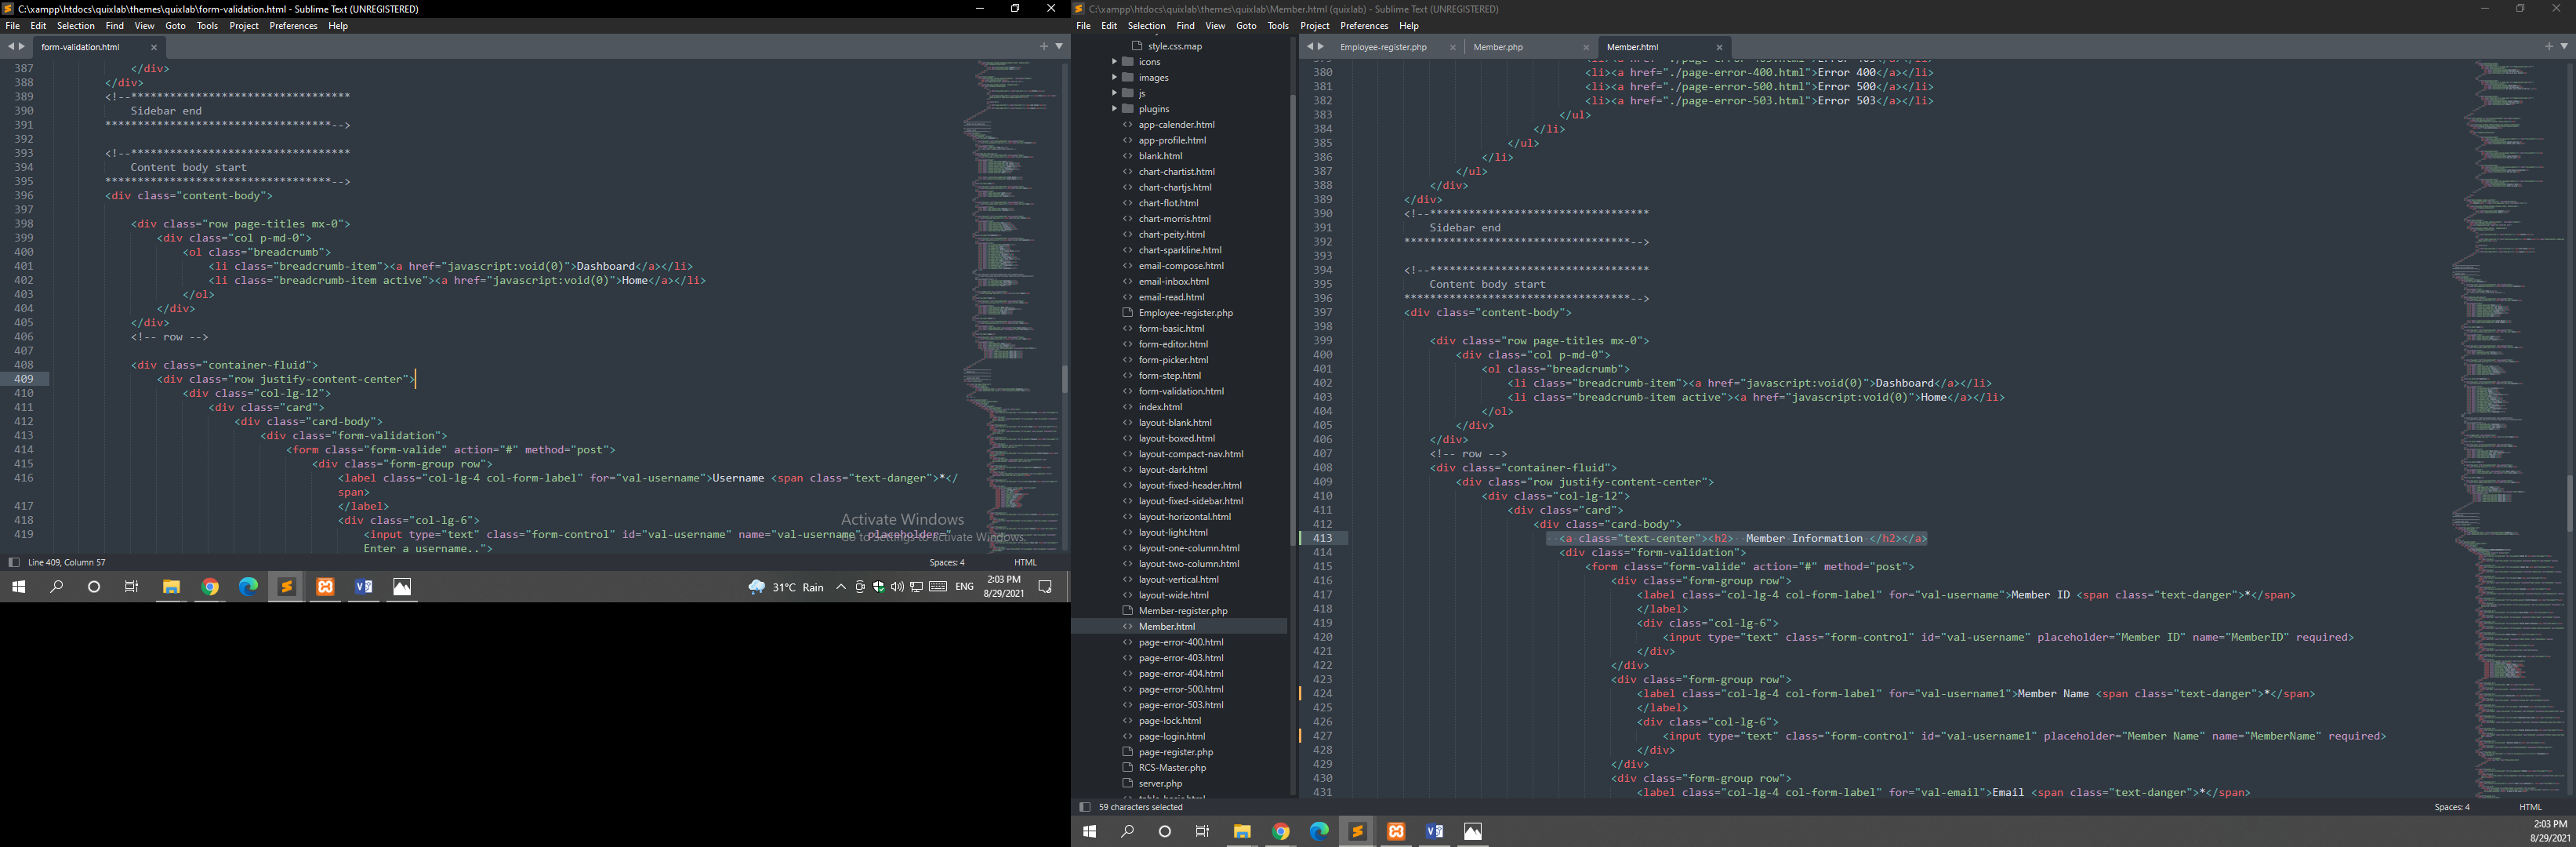 C:\xampp\htdocs\quixlab\themes\quixlab\form-validation.html - Sublime Text (UNREGISTERED)
File Edit Selection Find View Goto Tools Project Preferences Help
form-validation.html
387 </div>
388 </div>
389 <!--**********************************
390 Sidebar end
391 ***********************************-->
392
393 <!--**********************************
394 Content body start
395 ***********************************-->
396 <div class="content-body">
397
398 <div class="row page-titles mx-0">
399 <div class="col p-md-0">
400 <ol class="breadcrumb">
401 <li class="breadcrumb-item"><a href="javascript:void(0)">Dashboard</a></li>
402 <li class="breadcrumb-item active"><a href="javascript:void(0)">Home</a></li>
403 </ol>
404 </div>
405 </div>
406 <!-- row -->
407
408 <div class="container-fluid">
409 <div class="row justify-content-center">
410 <div class="col-lg-12">
411 <div class="card">
412 <div class="card-body">
413 <div class="form-validation">
414 <form class="form-valide" action="#" method="post">
415 <div class="form-group row">
416 <label class="col-lg-4 col-form-label" for="val-username">Username <span class="text-danger">*</
span>
417 </label>
418 <div class="col-lg-6">
419 <input type="text" class="form-control" id="val-username" name="val-username" placeholder="
Enter a username..">
Activate Windows
Go to Settings to activate Windows.
Line 409, Column 57
Spaces: 4
HTML
31°C Rain
ENG
2:03 PM
8/29/2021
C:\xampp\htdocs\quixlab\themes\quixlab\Member.html (quixlab) - Sublime Text (UNREGISTERED)
File Edit Selection Find View Goto Tools Project Preferences Help
style.css.map
icons
images
js
plugins
app-calender.html
app-profile.html
blank.html
chart-chartist.html
chart-chartjs.html
chart-flot.html
chart-morris.html
chart-peity.html
chart-sparkline.html
email-compose.html
email-inbox.html
email-read.html
Employee-register.php
form-basic.html
form-editor.html
form-picker.html
form-step.html
form-validation.html
index.html
layout-blank.html
layout-boxed.html
layout-compact-nav.html
layout-dark.html
layout-fixed-header.html
layout-fixed-sidebar.html
layout-horizontal.html
layout-light.html
layout-one-column.html
layout-two-column.html
layout-vertical.html
layout-wide.html
Member-register.php
Member.html
page-error-400.html
page-error-403.html
page-error-404.html
page-error-500.html
page-error-503.html
page-lock.html
page-login.html
page-register.php
RCS-Master.php
server.php
Employee-register.php
Member.php
Member.html
380 <li><a href="./page-error-400.html">Error 400</a></li>
381 <li><a href="./page-error-500.html">Error 500</a></li>
382 <li><a href="./page-error-503.html">Error 503</a></li>
383 </ul>
384 </li>
385 </ul>
386 </li>
387 </ul>
388 </div>
389 </div>
390 <!--**********************************
391 Sidebar end
392 ***********************************-->
393
394 <!--**********************************
395 Content body start
396 ***********************************-->
397 <div class="content-body">
398
399 <div class="row page-titles mx-0">
400 <div class="col p-md-0">
401 <ol class="breadcrumb">
402 <li class="breadcrumb-item"><a href="javascript:void(0)">Dashboard</a></li>
403 <li class="breadcrumb-item active"><a href="javascript:void(0)">Home</a></li>
404 </ol>
405 </div>
406 </div>
407 <!-- row -->
408 <div class="container-fluid">
409 <div class="row justify-content-center">
410 <div class="col-lg-12">
411 <div class="card">
412 <div class="card-body">
413 <a class="text-center"><h2> Member Information </h2></a>
414 <div class="form-validation">
415 <form class="form-valide" action="#" method="post">
416 <div class="form-group row">
417 <label class="col-lg-4 col-form-label" for="val-username">Member ID <span class="text-danger">*</span>
418 </label>
419 <div class="col-lg-6">
420 <input type="text" class="form-control" id="val-username" placeholder="Member ID" name="MemberID" required>
421 </div>
422 </div>
423 <div class="form-group row">
424 <label class="col-lg-4 col-form-label" for="val-username1">Member Name <span class="text-danger">*</span>
425 </label>
426 <div class="col-lg-6">
427 <input type="text" class="form-control" id="val-username1" placeholder="Member Name" name="MemberName" required>
428 </div>
429 </div>
430 <div class="form-group row">
431 <label class="col-lg-4 col-form-label" for="val-email">Email <span class="text-danger">*</span>
59 characters selected
Spaces: 4
HTML
2:03 PM
8/29/2021